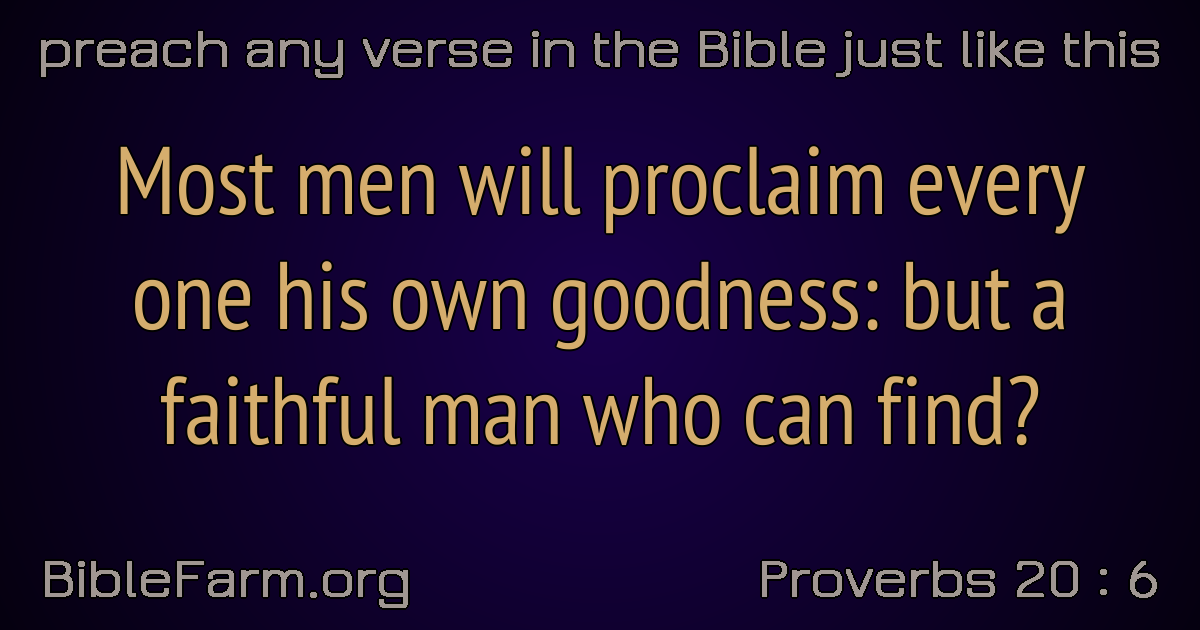 preach any verse in the Bible just like this
Most men will proclaim every
one his own goodness: but a
faithful man who can find?
BibleFarm.org
Proverbs 20 : 6